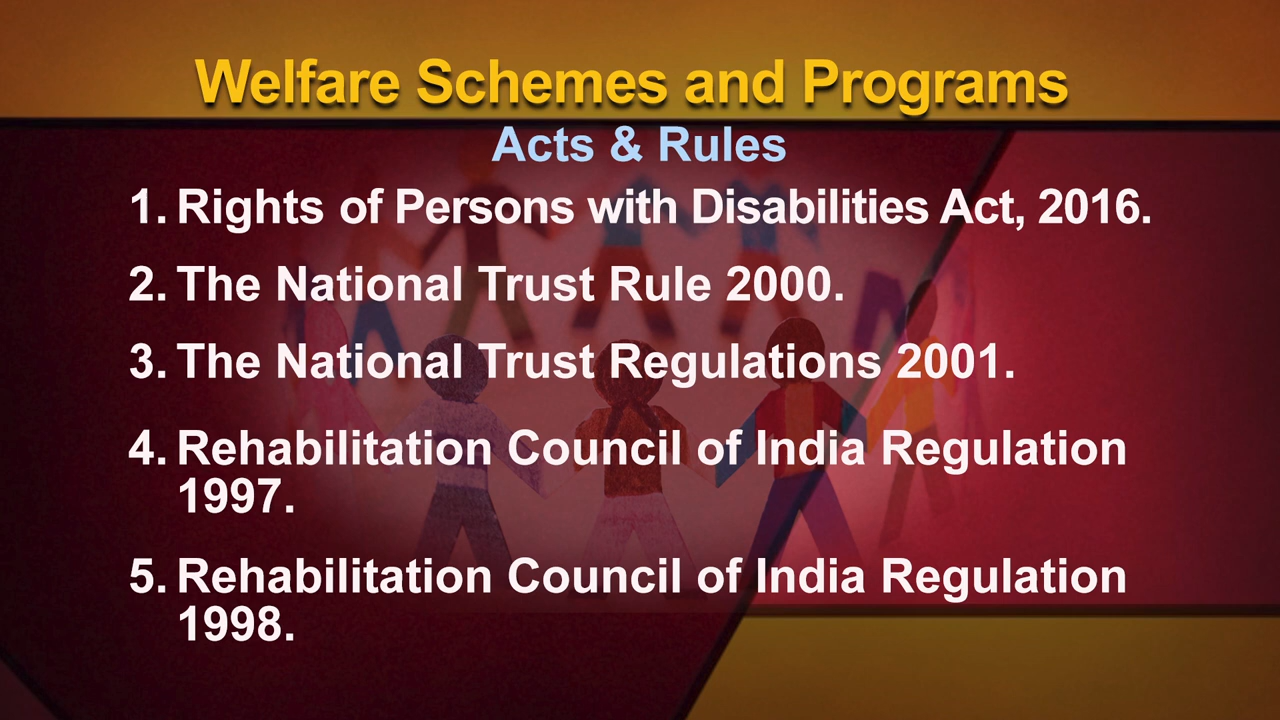 Welfare Schemes and Programs
Acts & Rules
1. Rights of Persons with Disabilities Act, 2016.
2. The National Trust Rule 2000.
3. The National Trust Regulations 2001.
4. Rehabilitation Council of India Regulation
1997.
5. Rehabilitation Council of India Regulation
1998.